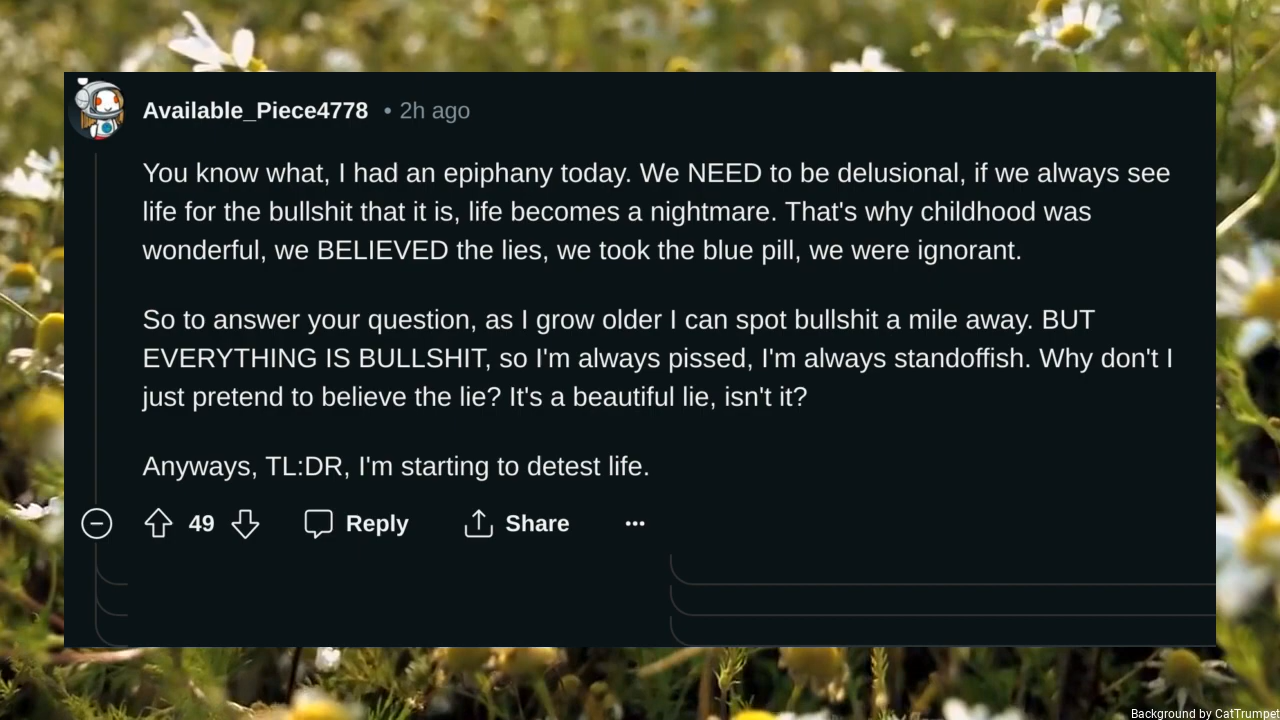 Available_Piece4778 • 2h ago
You know what, I had an epiphany today. We NEED to be delusional, if we always see
life for the bullshit that it is, life becomes a nightmare. That's why childhood was
wonderful, we BELIEVED the lies, we took the blue pill, we were ignorant.
So to answer your question, as I grow older I can spot bullshit a mile away. BUT
EVERYTHING IS BULLSHIT, so I'm always pissed, I'm always standoffish. Why don't I
just pretend to believe the lie? It's a beautiful lie, isn't it?
Anyways, TL:DR, I'm starting to detest life.
49 Reply Share
Background by CatTrumpet